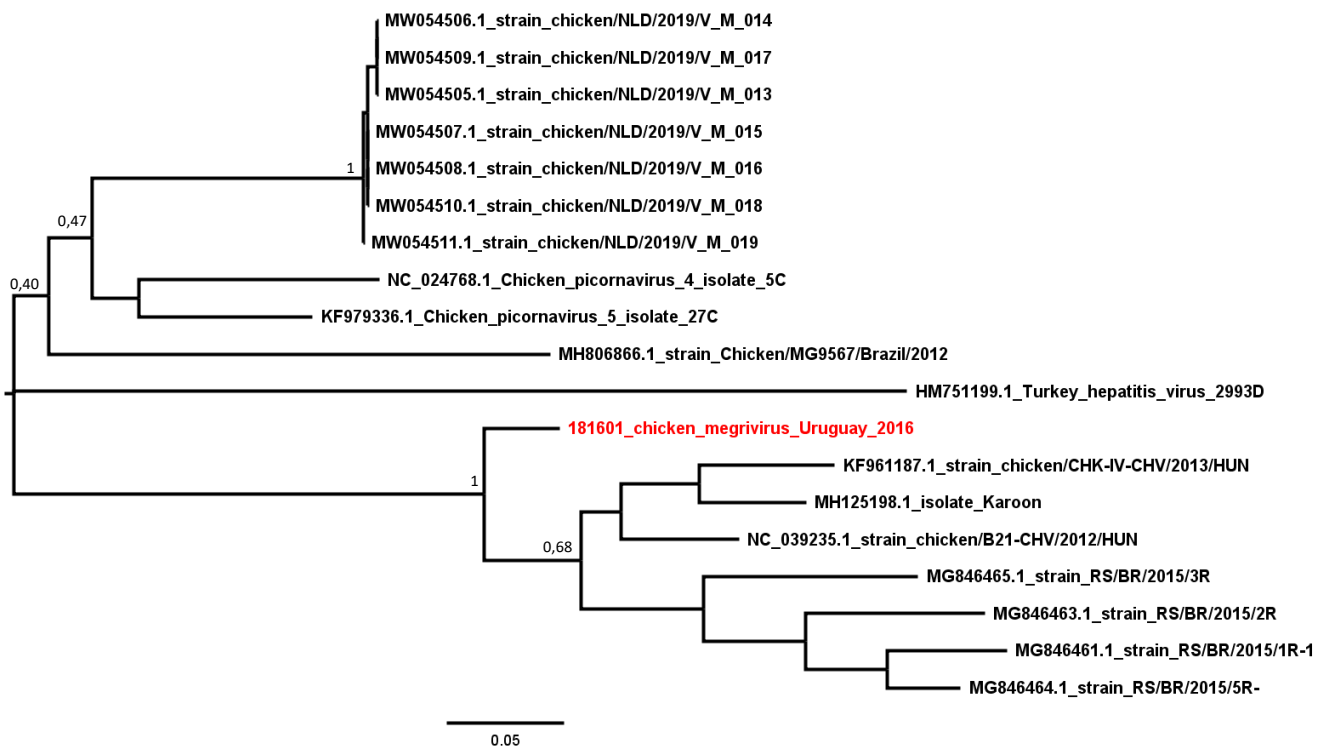 MW054506.1_strain_chicken/NLD/2019/V_M_014
MW054509.1_strain_chicken/NLD/2019/V_M_017
MW054505.1_strain_chicken/NLD/2019/V_M_013
MW054507.1_strain_chicken/NLD/2019/V_M_015
1
MW054508.1_strain_chicken/NLD/2019/V_M_016
MW054510.1_strain_chicken/NLD/2019/V_M_018
0,47
MW054511.1_strain_chicken/NLD/2019/V_M_019
NC_024768.1_Chicken_picornavirus_4_isolate_5C
0,40
KF979336.1_Chicken_picornavirus_5_isolate_27C
MH806866.1_strain_Chicken/MG9567/Brazil/2012
HM751199.1_Turkey_hepatitis_virus_2993D
181601_chicken_megrivirus_Uruguay_2016
KF961187.1_strain_chicken/CHK-IV-CHV/2013/HUN
1
MH125198.1_isolate_Karoon
NC_039235.1_strain_chicken/B21-CHV/2012/HUN
0,68
MG846465.1_strain_RS/BR/2015/3R
MG846463.1_strain_RS/BR/2015/2R
MG846461.1_strain_RS/BR/2015/1R-1
MG846464.1_strain_RS/BR/2015/5R-
0.05